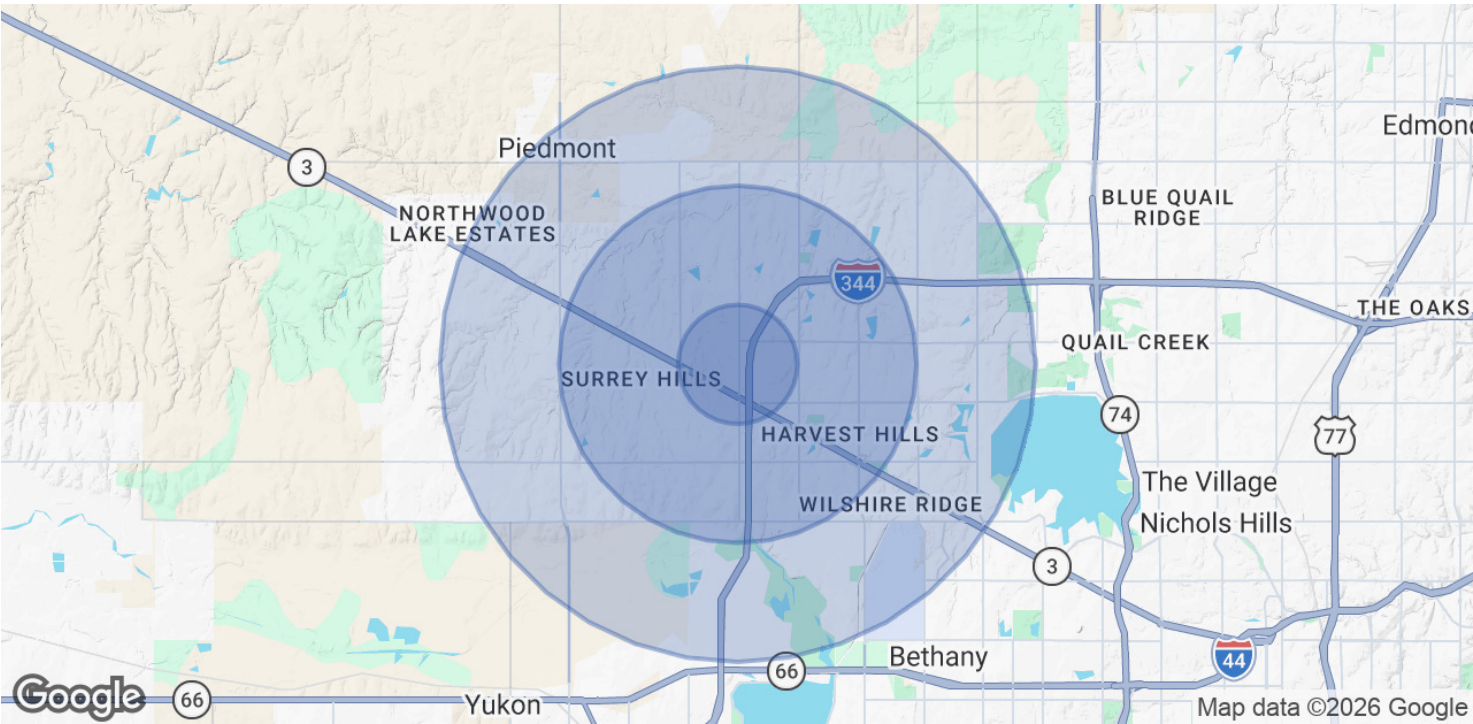 Edmond
Piedmont
3
BLUE QUAIL
RIDGE
NORTHWOOD
LAKE ESTATES
344
THE OAKS
QUAIL CREEK
SURREY HILLS
74
HARVEST HILLS
77
The Village
WILSHIRE RIDGE
Nichols Hills
3
Bethany
44
66
Google
66
Yukon
Map data ©2026 Google